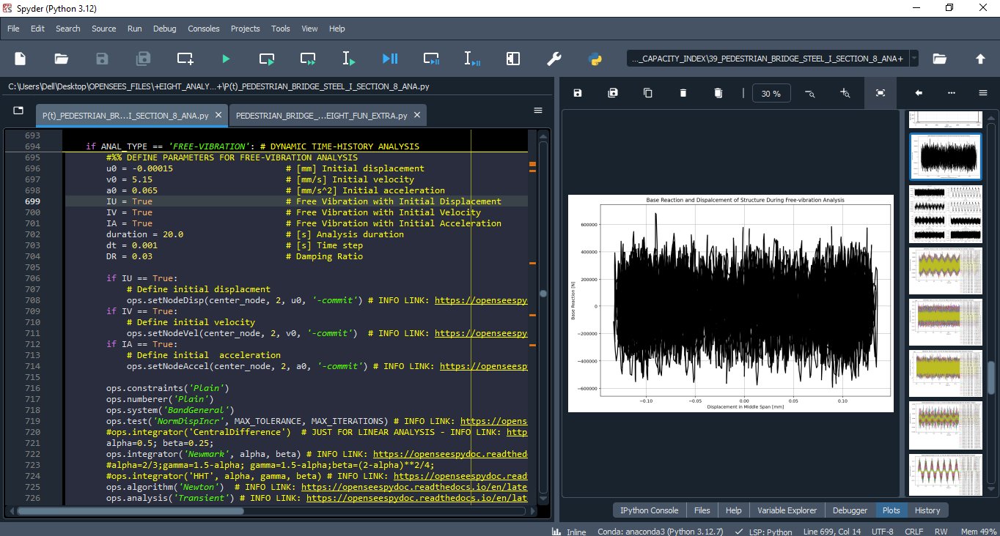 Spyder (Python 3.12)
File Edit Search Source Run Debug Consoles Projects Tools View Help
..._CAPACITY_INDEX\39_PEDESTRIAN_BRIDGE_STEEL_I_SECTION_8_ANA+
C:\Users\Dell\Desktop\OPENSEES_FILES\+EIGHT_ANALY...+\P(t)_PEDESTRIAN_BRIDGE_STEEL_I_SECTION_8_ANA.py
30 %
P(t)_PEDESTRIAN_BR...I_SECTION_8_ANA.py
PEDESTRIAN_BRIDGE_...EIGHT_FUN_EXTRA.py
693
694 if ANAL_TYPE == 'FREE-VIBRATION': # DYNAMIC TIME-HISTORY ANALYSIS
695 #%% DEFINE PARAMETERS FOR FREE-VIBRATION ANALYSIS
696 u0 = -0.00015 # [mm] Initial displacement
697 v0 = 5.15 # [mm/s] Initial velocity
698 a0 = 0.065 # [mm/s^2] Initial acceleration
699 IU = True # Free Vibration with Initial Displacement
700 IV = True # Free Vibration with Initial Velocity
701 IA = True # Free Vibration with Initial Acceleration
702 duration = 20.0 # [s] Analysis duration
703 dt = 0.001 # [s] Time step
704 DR = 0.03 # Damping Ratio
705
706 if IU == True:
707 # Define initial displacment
708 ops.setNodeDisp(center_node, 2, u0, '-commit') # INFO LINK: https://openseespy
709 if IV == True:
710 # Define initial velocity
711 ops.setNodeVel(center_node, 2, v0, '-commit') # INFO LINK: https://openseespy
712 if IA == True:
713 # Define initial  acceleration
714 ops.setNodeAccel(center_node, 2, a0, '-commit') # INFO LINK: https://openseesp
715
716 ops.constraints('Plain')
717 ops.numberer('Plain')
718 ops.system('BandGeneral')
719 ops.test('NormDispIncr', MAX_TOLERANCE, MAX_ITERATIONS) # INFO LINK: https://opens
720 #ops.integrator('CentralDifference')  # JUST FOR LINEAR ANALYSIS - INFO LINK: http
721 alpha=0.5; beta=0.25;
722 ops.integrator('Newmark', alpha, beta) # INFO LINK: https://openseespydoc.readthed
723 #alpha=2/3;gamma=1.5-alpha; gamma=1.5-alpha;beta=(2-alpha)**2/4;
724 #ops.integrator('HHT', alpha, gamma, beta) # INFO LINK: https://openseespydoc.read
725 ops.algorithm('Newton')  # INFO LINK: https://openseespydoc.readthedocs.io/en/late
726 ops.analysis('Transient') # INFO LINK: https://openseespydoc.readthedocs.io/en/lat
Base Reaction and Dispalcement of Structure During Free-vibration Analysis
600000
400000
200000
0
−200000
−400000
−600000
Base Reaction [N]
−0.10 −0.05 0.00 0.05 0.10
Displacement in Middle Span [mm]
IPython Console Files Help Variable Explorer Debugger Plots History
Inline Conda: anaconda3 (Python 3.12.7) LSP: Python Line 699, Col 14 UTF-8 CRLF RW Mem 49%